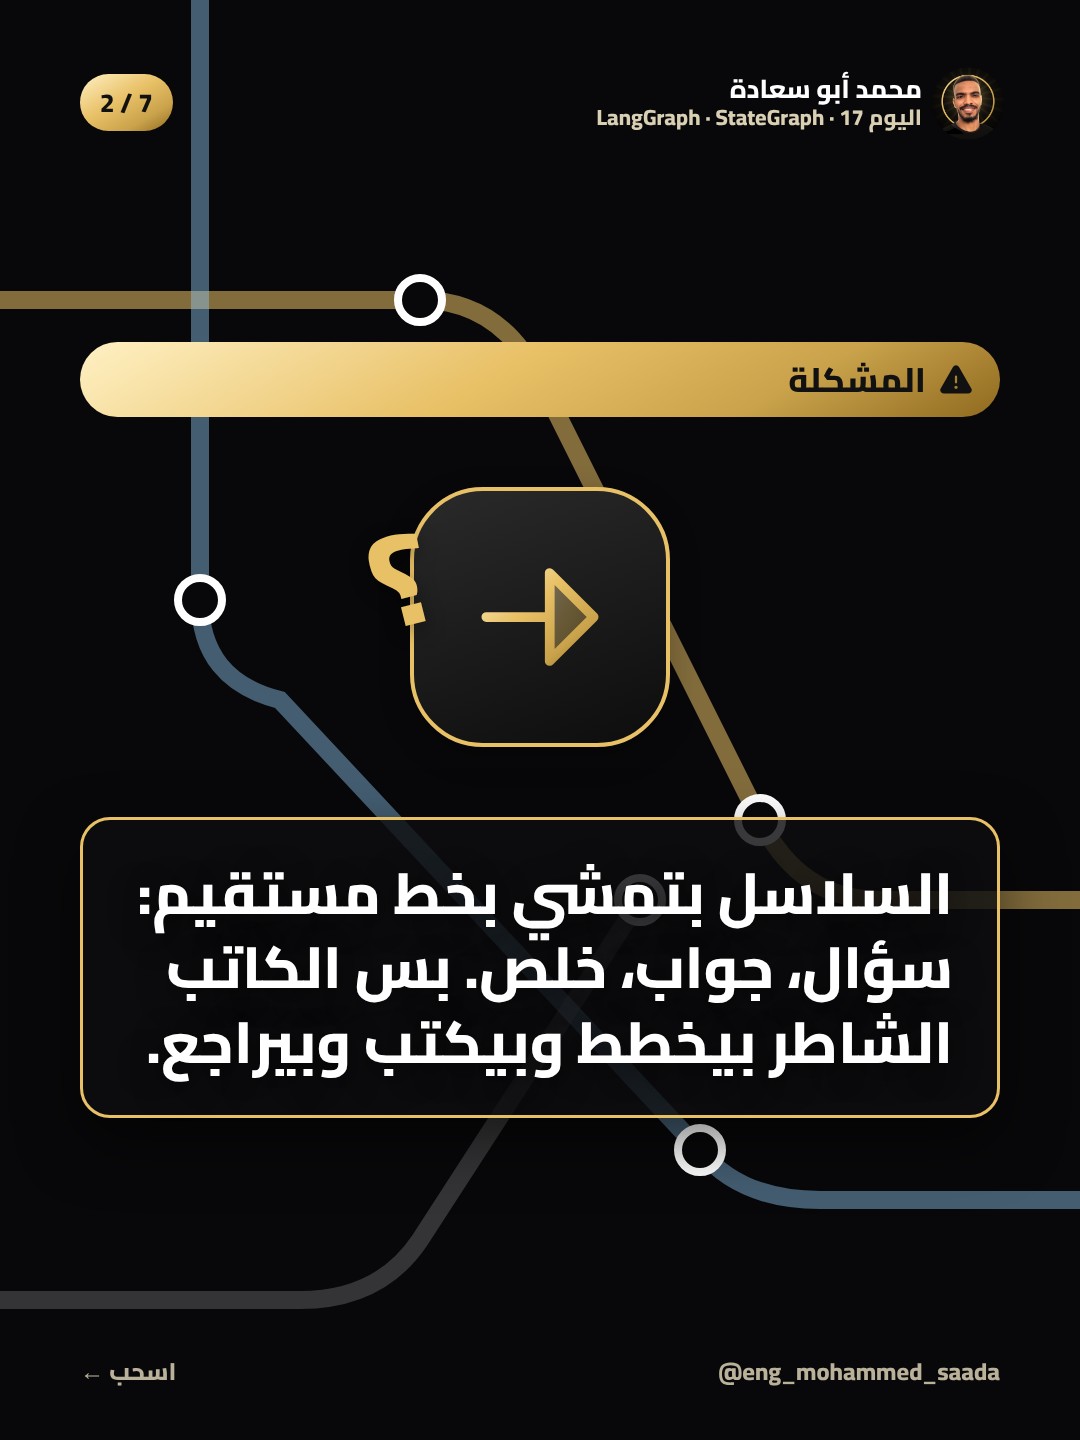 محمد أبو سعادة
اليوم 17 · LangGraph · StateGraph
2 / 7
المشكلة
؟
السلاسل بتمشي بخط مستقيم:
سؤال، جواب، خلص. بس الكاتب
الشاطر بيخطط وبيكتب وبيراجع.
@eng_mohammed_saada
اسحب ←